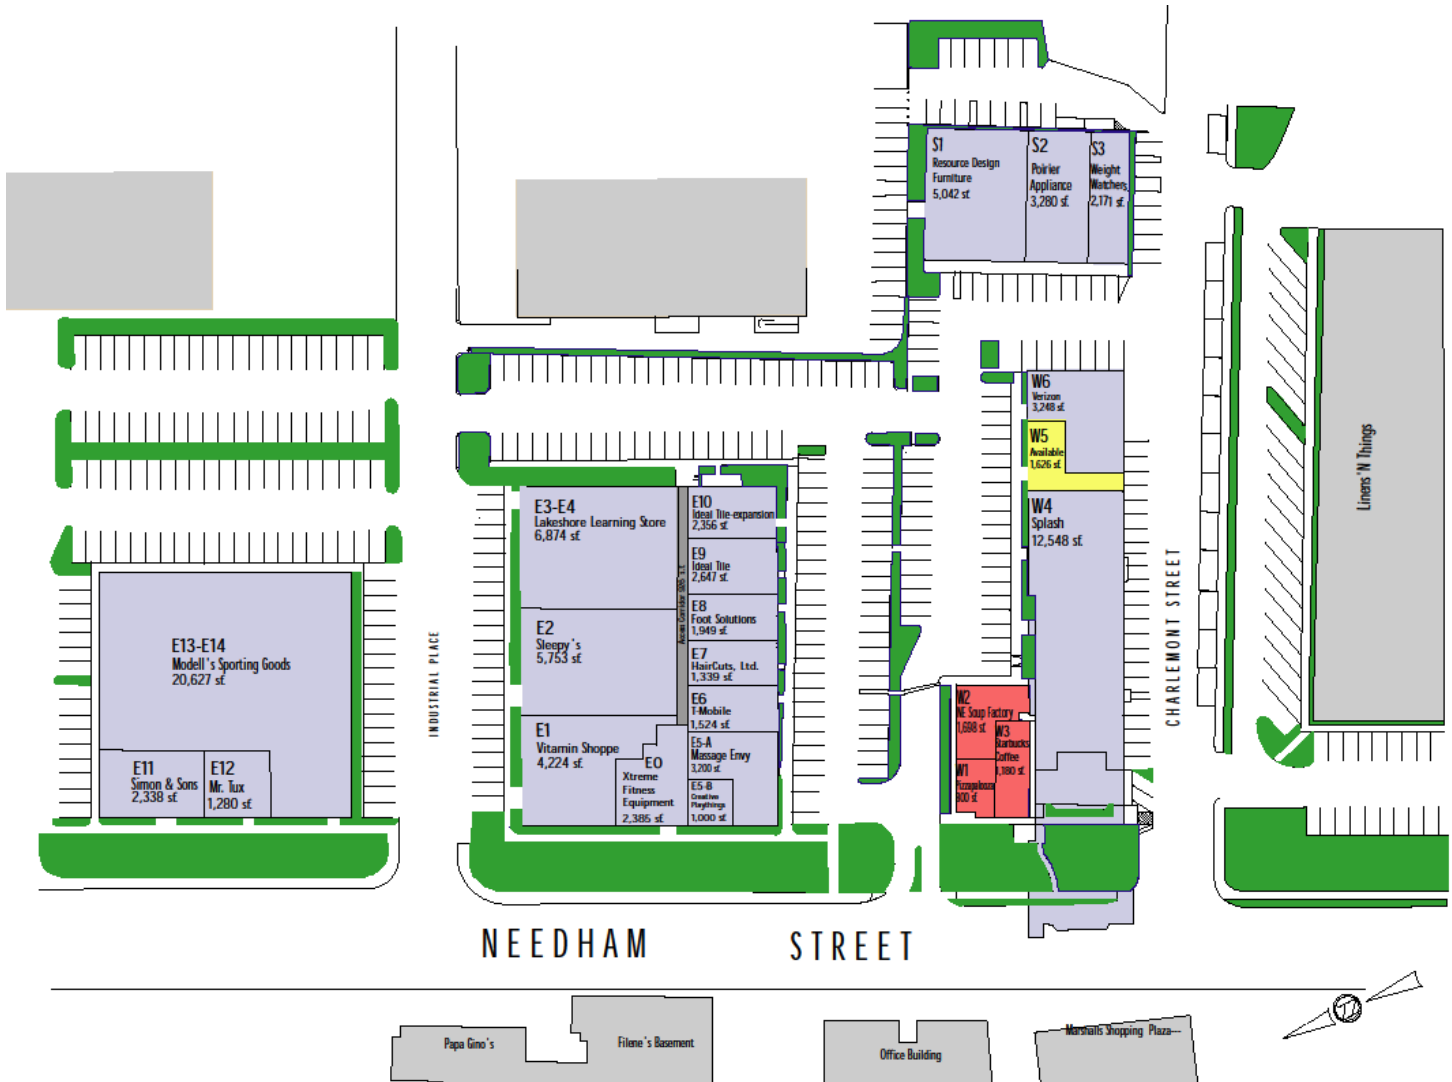 S1
Resource Design
Furniture
5,042 sf.
S2
Poirier
Appliance
3,280 sf.
S3
Weight
Watchers
2,171 sf.
W6
Verizon
3,248 sf.
W5
Available
1,626 sf.
W4
Splash
12,548 sf.
Linens 'N Things
CHARLEMONT STREET
E3-E4
Lakeshore Learning Store
6,874 sf.
E10
Ideal Tile-expansion
2,356 sf.
E9
Ideal Tile
2,647 sf.
E8
Foot Solutions
1,949 sf.
E7
HairCuts, Ltd.
1,339 sf.
E6
T-Mobile
1,524 sf.
E5-A
Massage Envy
3,200 sf.
E5-B
Creative
Playthings
1,000 sf.
E2
Sleepy's
5,753 sf.
E1
Vitamin Shoppe
4,224 sf.
E0
Xtreme
Fitness
Equipment
2,385 sf.
Access Corridor
INDUSTRIAL PLACE
E13-E14
Modell's Sporting Goods
20,627 sf.
E11
Simon & Sons
2,338 sf.
E12
Mr. Tux
1,280 sf.
W2
NE Soup Factory
1,698 sf.
W3
Starbucks
Coffee
1,180 sf.
W1
800 sf.
NEEDHAM STREET
Papa Gino's
Filene's Basement
Office Building
Marshalls Shopping Plaza---